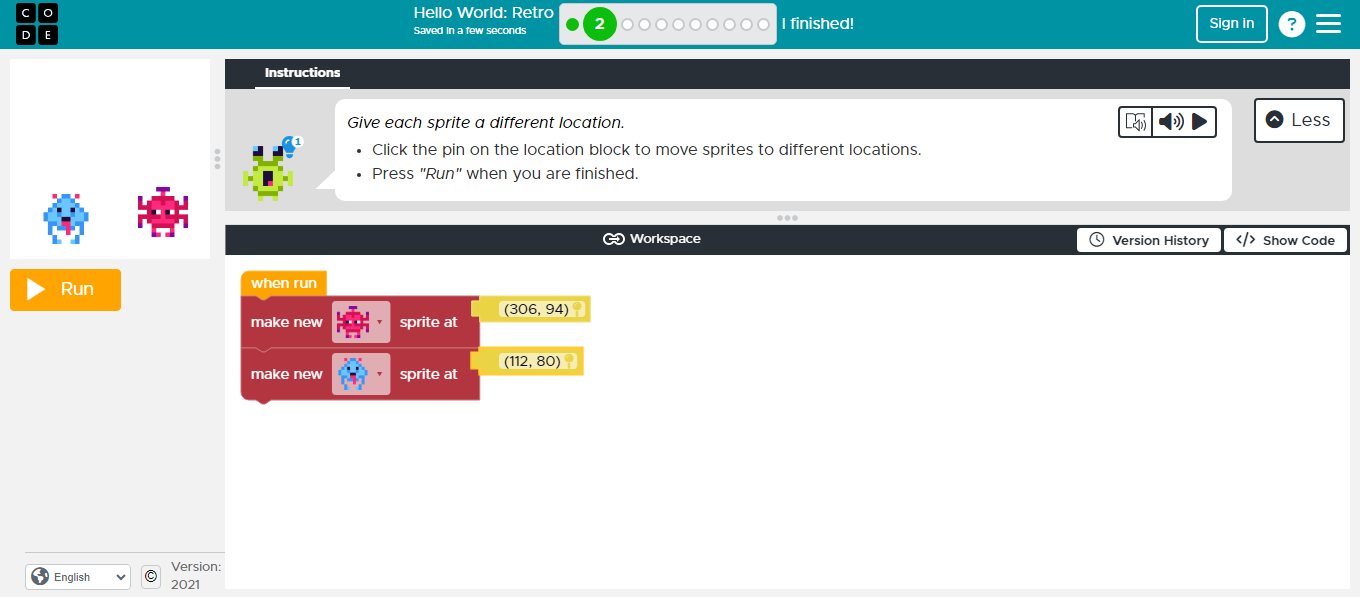 C O
D E
Hello World: Retro
Saved in a few seconds
2
I finished!
Sign in
?
Instructions
1
Give each sprite a different location.
• Click the pin on the location block to move sprites to different locations.
• Press "Run" when you are finished.
Less
Workspace
Version History
</> Show Code
Run
when run
make new sprite at (306, 94)
make new sprite at (112, 80)
English
©
Version:
2021